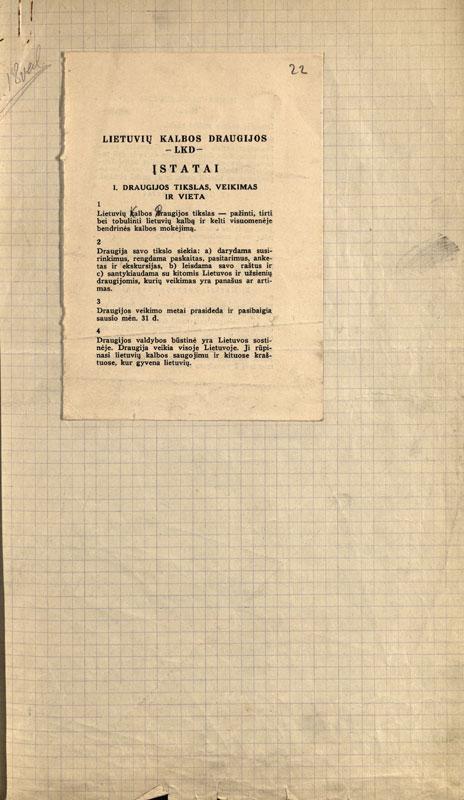 22
LIETUVIŲ KALBOS DRAUGIJOS
–LKD–
ĮSTATAI
I. DRAUGIJOS TIKSLAS, VEIKIMAS
IR VIETA
1
Lietuvių Kalbos Draugijos tikslas — pažinti, tirti
bei tobulinti lietuvių kalbą ir kelti visuomenėje
bendrinės kalbos mokėjimą.
2
Draugija savo tikslo siekia: a) darydama susi-
rinkimus, rengdama paskaitas, pasitarimus, anke-
tas ir ekskursijas, b) leisdama savo raštus ir
c) santykiaudama su kitomis Lietuvos ir užsienių
draugijomis, kurių veikimas yra panašus ar arti-
mas.
3
Draugijos veikimo metai prasideda ir pasibaigia
sausio mėn. 31 d.
4
Draugijos valdybos būstinė yra Lietuvos sosti-
nėje. Draugija veikia visoje Lietuvoje. Ji rūpi-
nasi lietuvių kalbos saugojimu ir kituose kraš-
tuose, kur gyvena lietuvių.